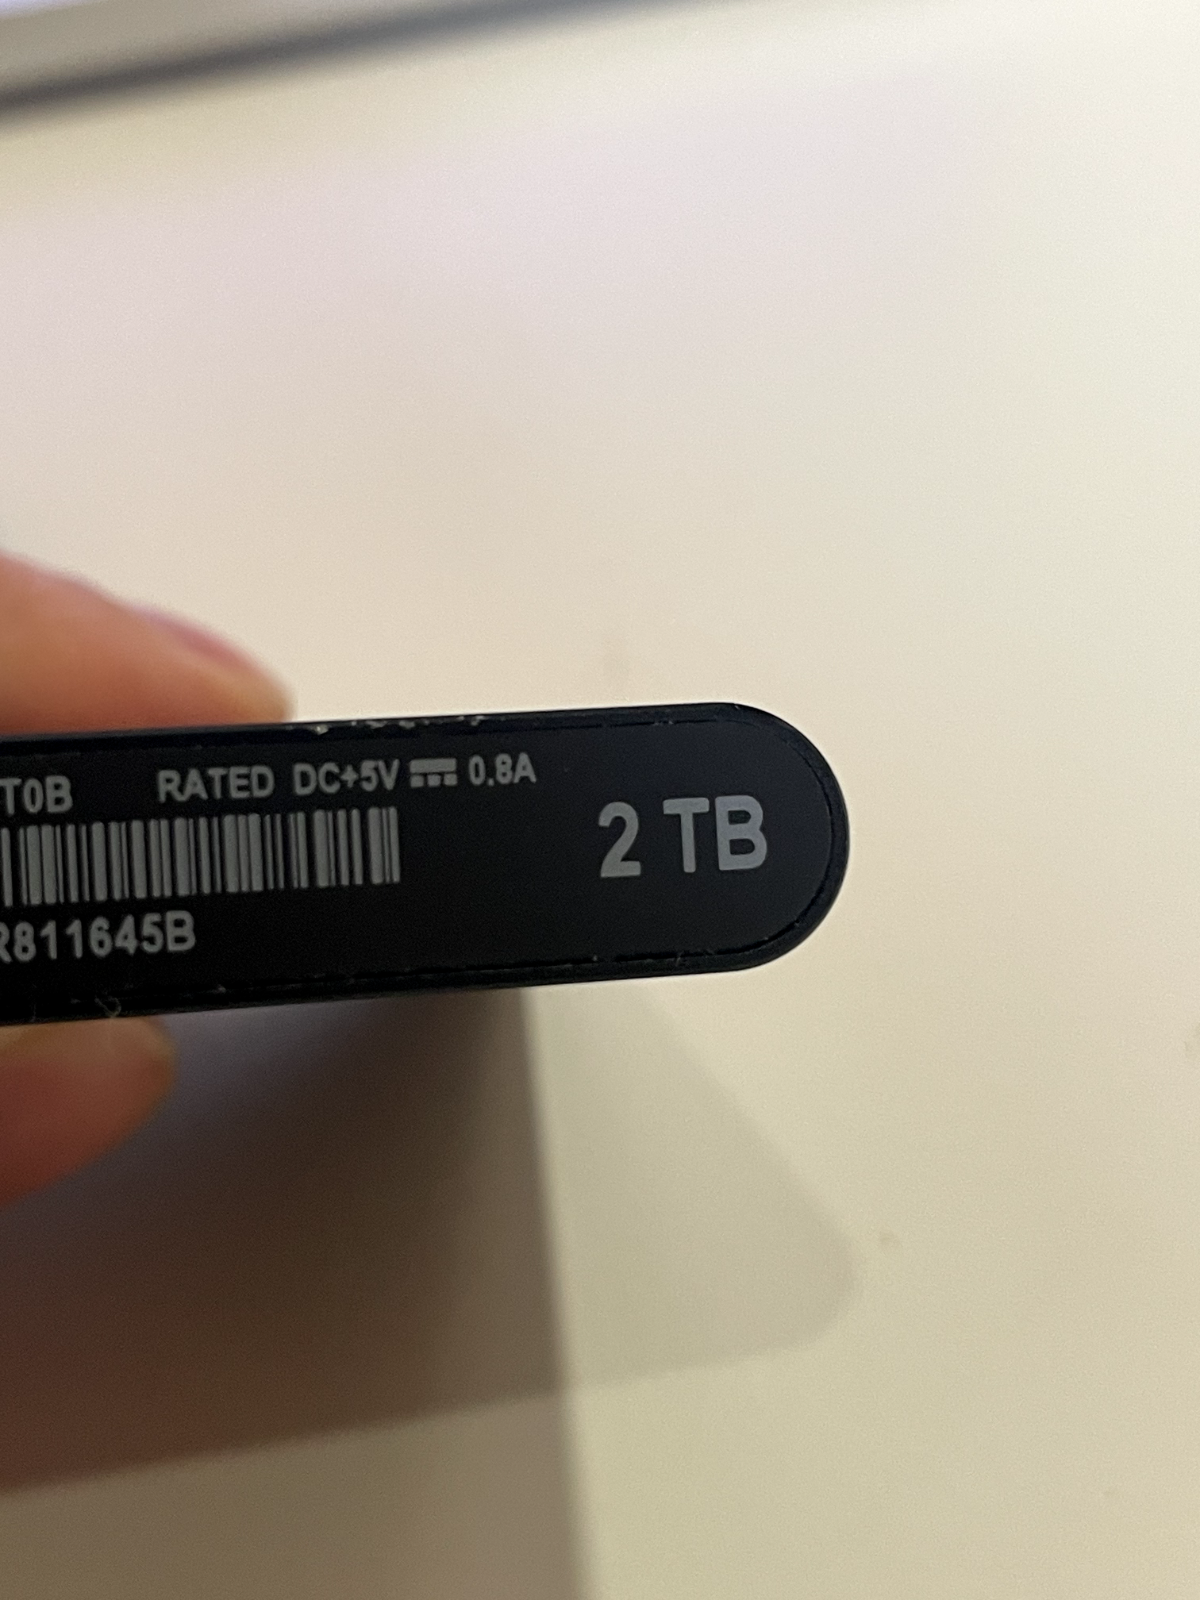 T0B RATED DC+5V ⎓ 0.8A
2 TB
R811645B